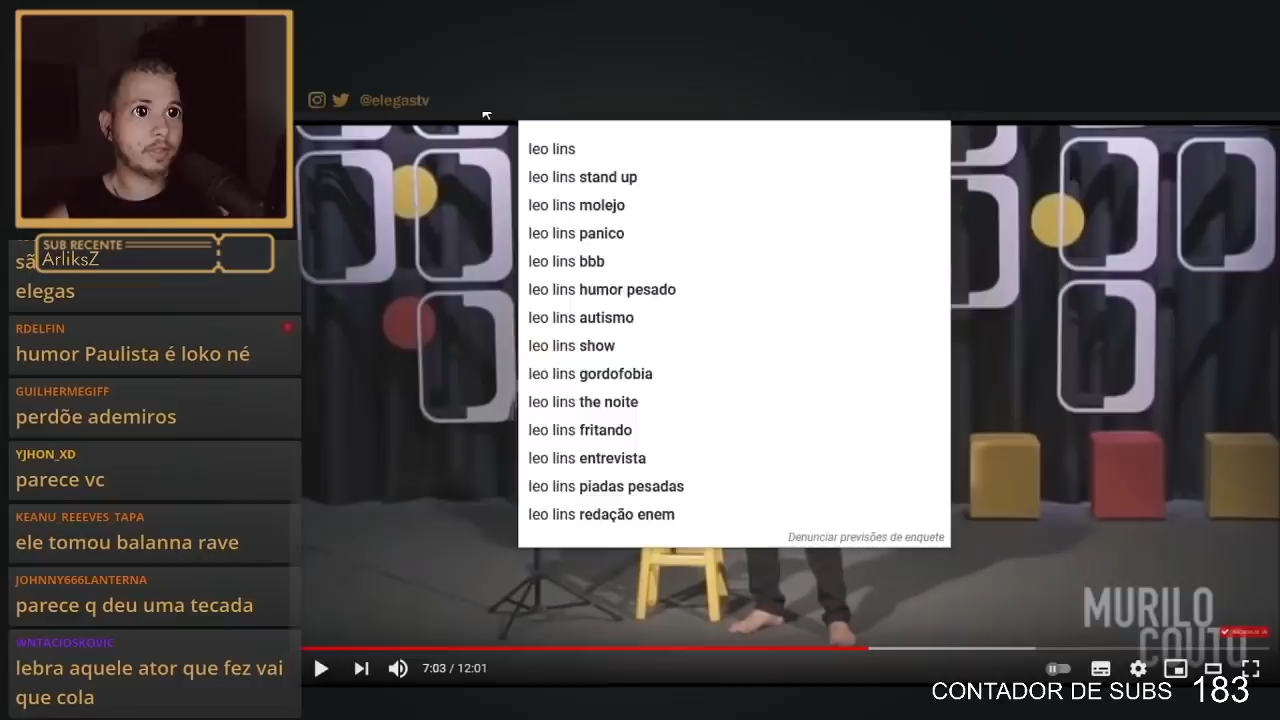 @elegastv
SUB RECENTE
ArliksZ
sã
elegas
RDELFIN
humor Paulista é loko né
GUILHERMEGIFF
perdõe ademiros
YJHON_XD
parece vc
KEANU_REEEVES_TAPA
ele tomou balanna rave
JOHNNY666LANTERNA
parece q deu uma tecada
WNTACIOSKOVIC
lebra aquele ator que fez vai
que cola
leo lins
leo lins stand up
leo lins molejo
leo lins panico
leo lins bbb
leo lins humor pesado
leo lins autismo
leo lins show
leo lins gordofobia
leo lins the noite
leo lins fritando
leo lins entrevista
leo lins piadas pesadas
leo lins redação enem
Denunciar previsões de enquete
MURILO
COUTO
7:03 / 12:01
CONTADOR DE SUBS 183